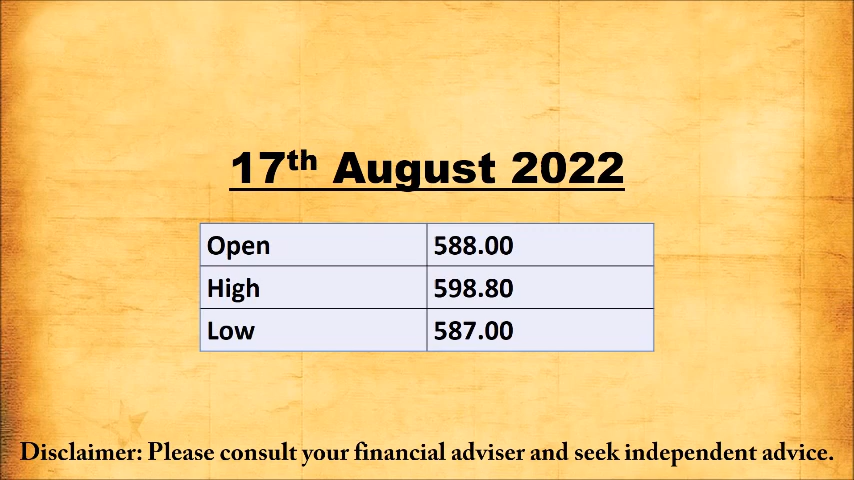 17th August 2022
Open 588.00
High 598.80
Low 587.00
Disclaimer: Please consult your financial adviser and seek independent advice.